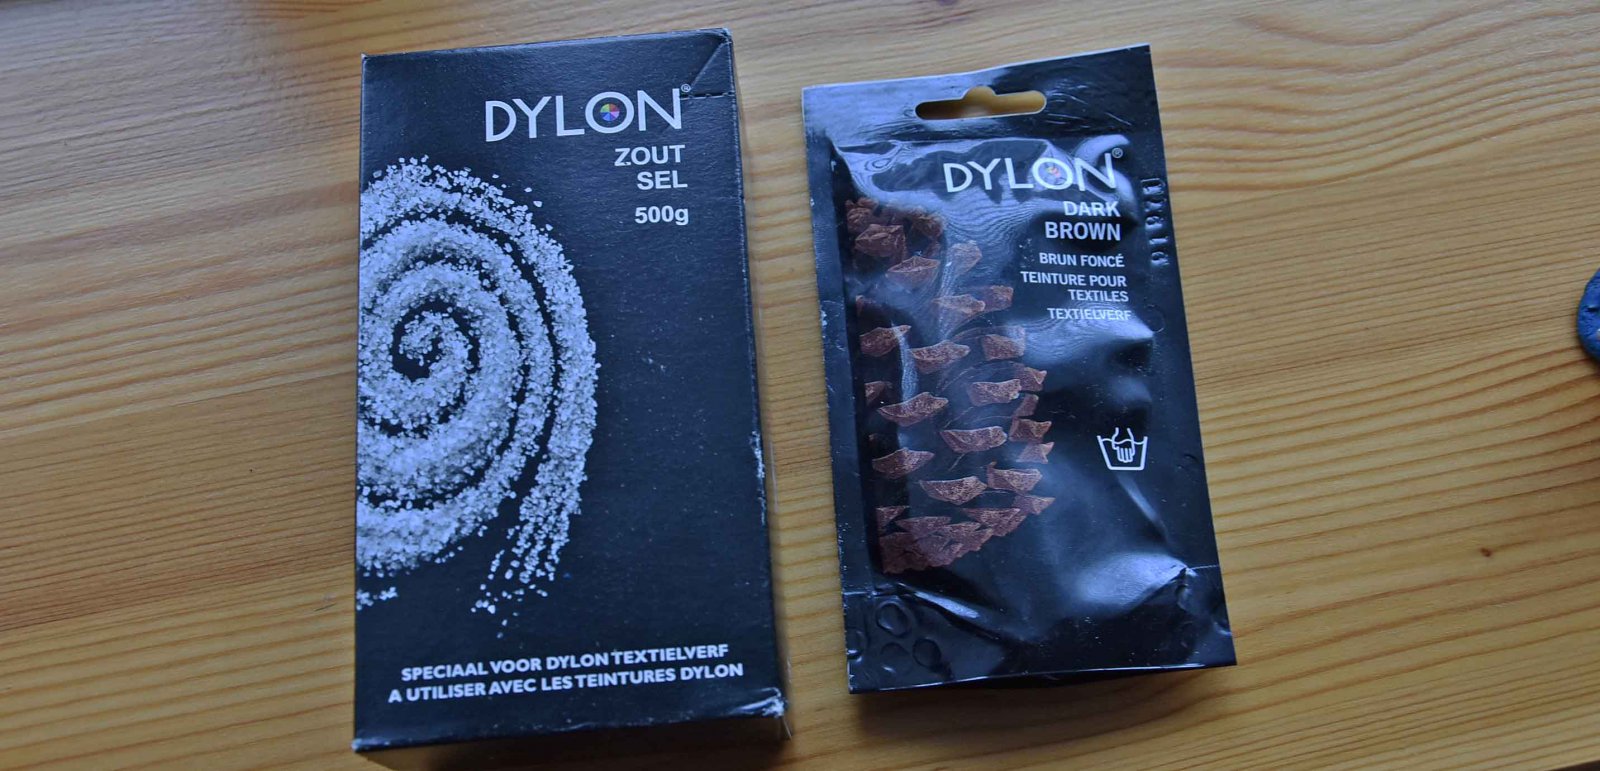 DYLON®
ZOUT
SEL
500g
SPECIAAL VOOR DYLON TEXTIELVERF
A UTILISER AVEC LES TEINTURES DYLON
DYLON®
DARK
BROWN
BRUN FONCÉ
TEINTURE POUR
TEXTILES
TEXTIELVERF